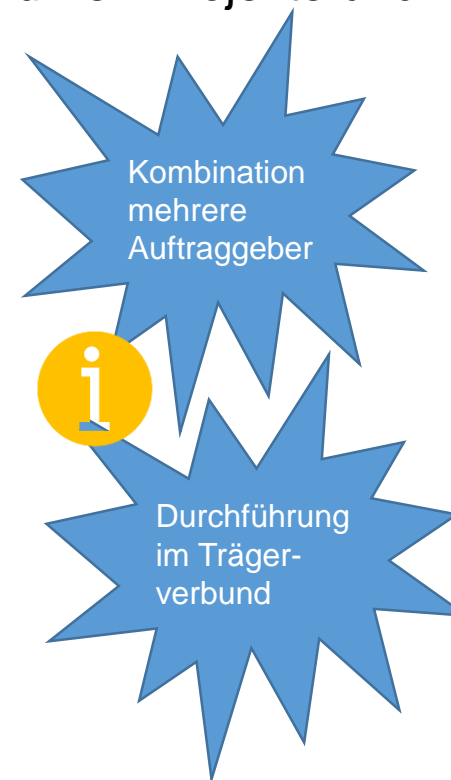 Kombination
mehrere
Auftraggeber
i
Durchführung
im Träger-
verbund